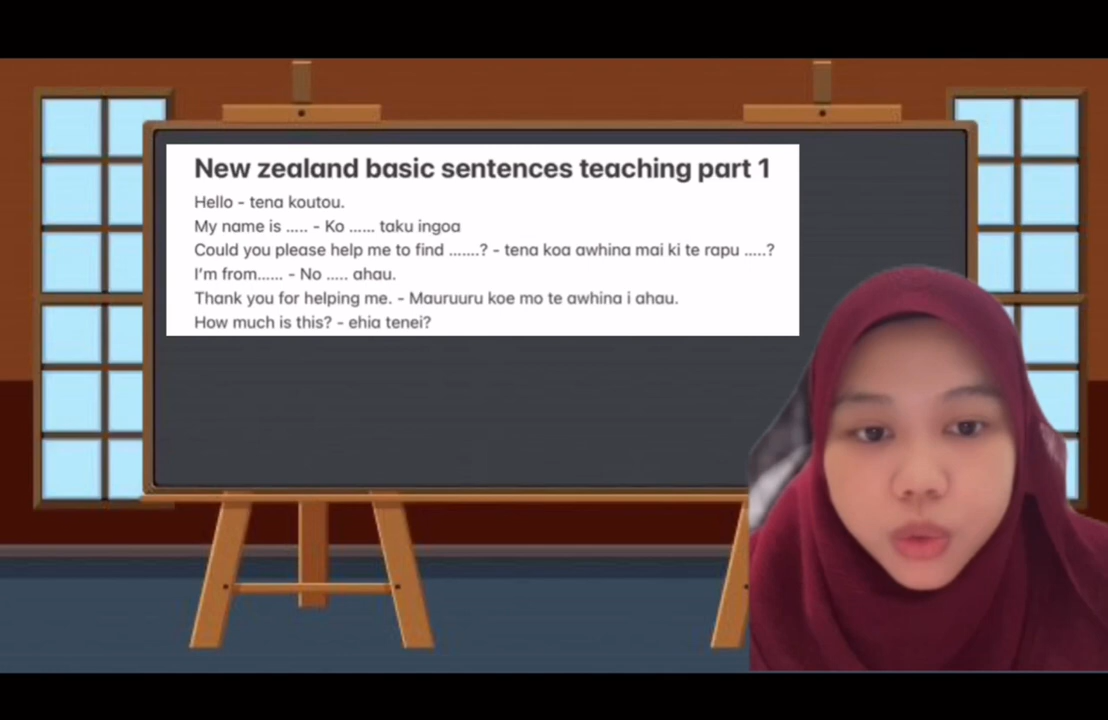 New zealand basic sentences teaching part 1
Hello - tena koutou.
My name is ..... - Ko ...... taku ingoa
Could you please help me to find .......? - tena koa awhina mai ki te rapu .....?
I'm from...... - No ..... ahau.
Thank you for helping me. - Mauruuru koe mo te awhina i ahau.
How much is this? - ehia tenei?